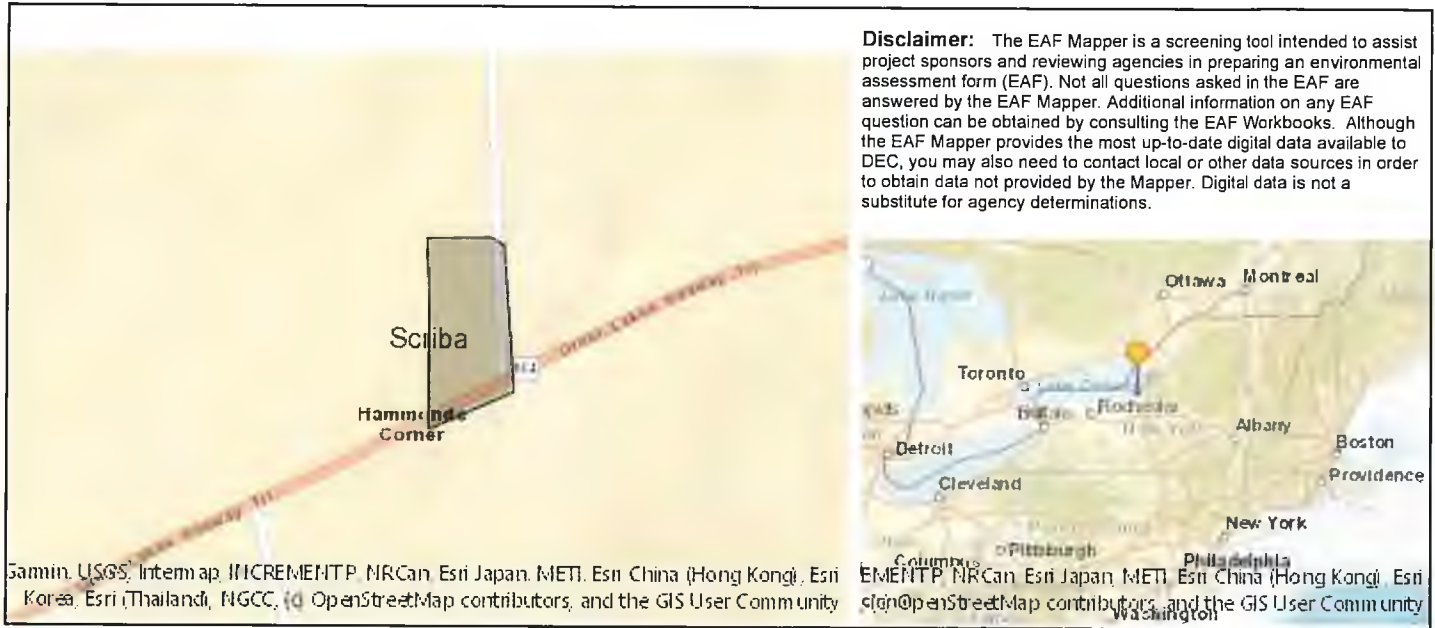 Disclaimer: The EAF Mapper is a screening tool intended to assist
project sponsors and reviewing agencies in preparing an environmental
assessment form (EAF). Not all questions asked in the EAF are
answered by the EAF Mapper. Additional information on any EAF
question can be obtained by consulting the EAF Workbooks. Although
the EAF Mapper provides the most up-to-date digital data available to
DEC, you may also need to contact local or other data sources in order
to obtain data not provided by the Mapper. Digital data is not a
substitute for agency determinations.
Scriba
Hammonds
Corner
Seaway Trl
Garmin, USGS, Intermap, INCREMENT P, NRCan, Esri Japan, METI, Esri China (Hong Kong), Esri
Korea, Esri (Thailand), NGCC, (c) OpenStreetMap contributors, and the GIS User Community
Ottawa
Montreal
Toronto
Rochester
Buffalo
Albany
Detroit
Boston
Providence
Cleveland
New York
Pittsburgh
Philadelphia
Columbus
EMENT P, NRCan, Esri Japan, METI, Esri China (Hong Kong), Esri
OpenStreetMap contributors, and the GIS User Community
Washington